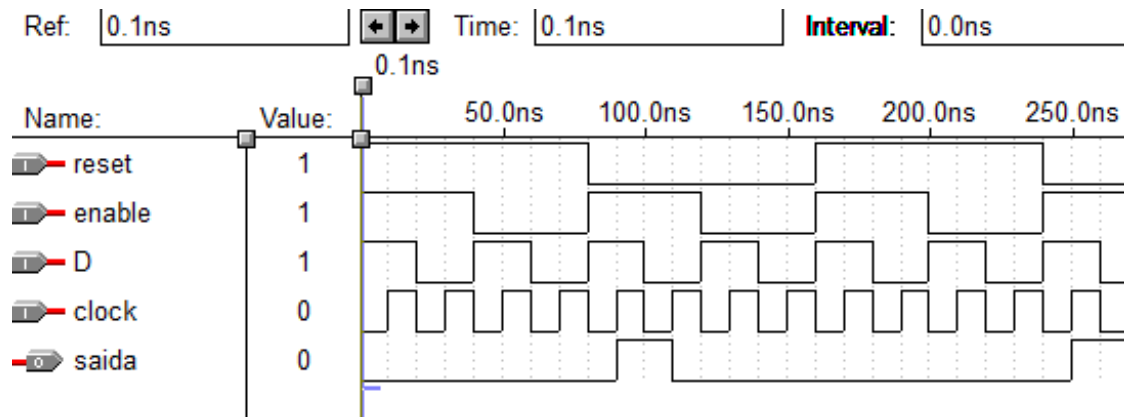 Ref: 0.1ns Time: 0.1ns Interval: 0.0ns
0.1ns
Name: Value: 50.0ns 100.0ns 150.0ns 200.0ns 250.0ns
I reset 1
I enable 1
I D 1
I clock 0
O saida 0